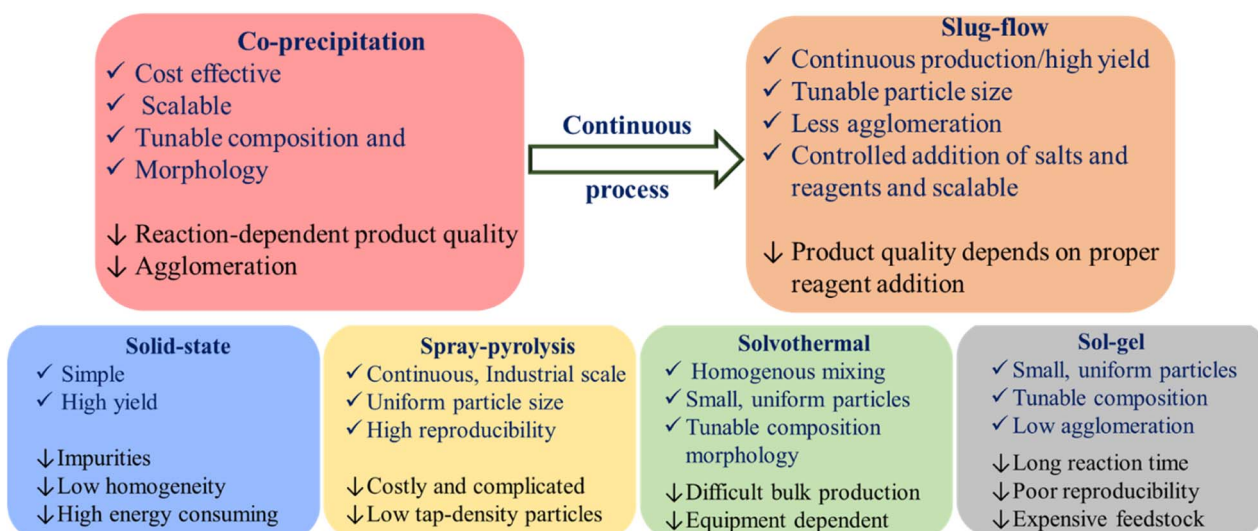 Co-precipitation
✓ Cost effective
✓ Scalable
✓ Tunable composition and
✓ Morphology
↓ Reaction-dependent product quality
↓ Agglomeration
Continuous
process
Slug-flow
✓ Continuous production/high yield
✓ Tunable particle size
✓ Less agglomeration
✓ Controlled addition of salts and
reagents and scalable
↓ Product quality depends on proper
reagent addition
Solid-state
✓ Simple
✓ High yield
↓Impurities
↓Low homogeneity
↓High energy consuming
Spray-pyrolysis
✓Continuous, Industrial scale
✓Uniform particle size
✓High reproducibility
↓Costly and complicated
↓Low tap-density particles
Solvothermal
✓ Homogenous mixing
✓Small, uniform particles
✓Tunable composition
morphology
↓Difficult bulk production
↓Equipment dependent
Sol-gel
✓Small, uniform particles
✓Tunable composition
✓Low agglomeration
↓Long reaction time
↓Poor reproducibility
↓Expensive feedstock